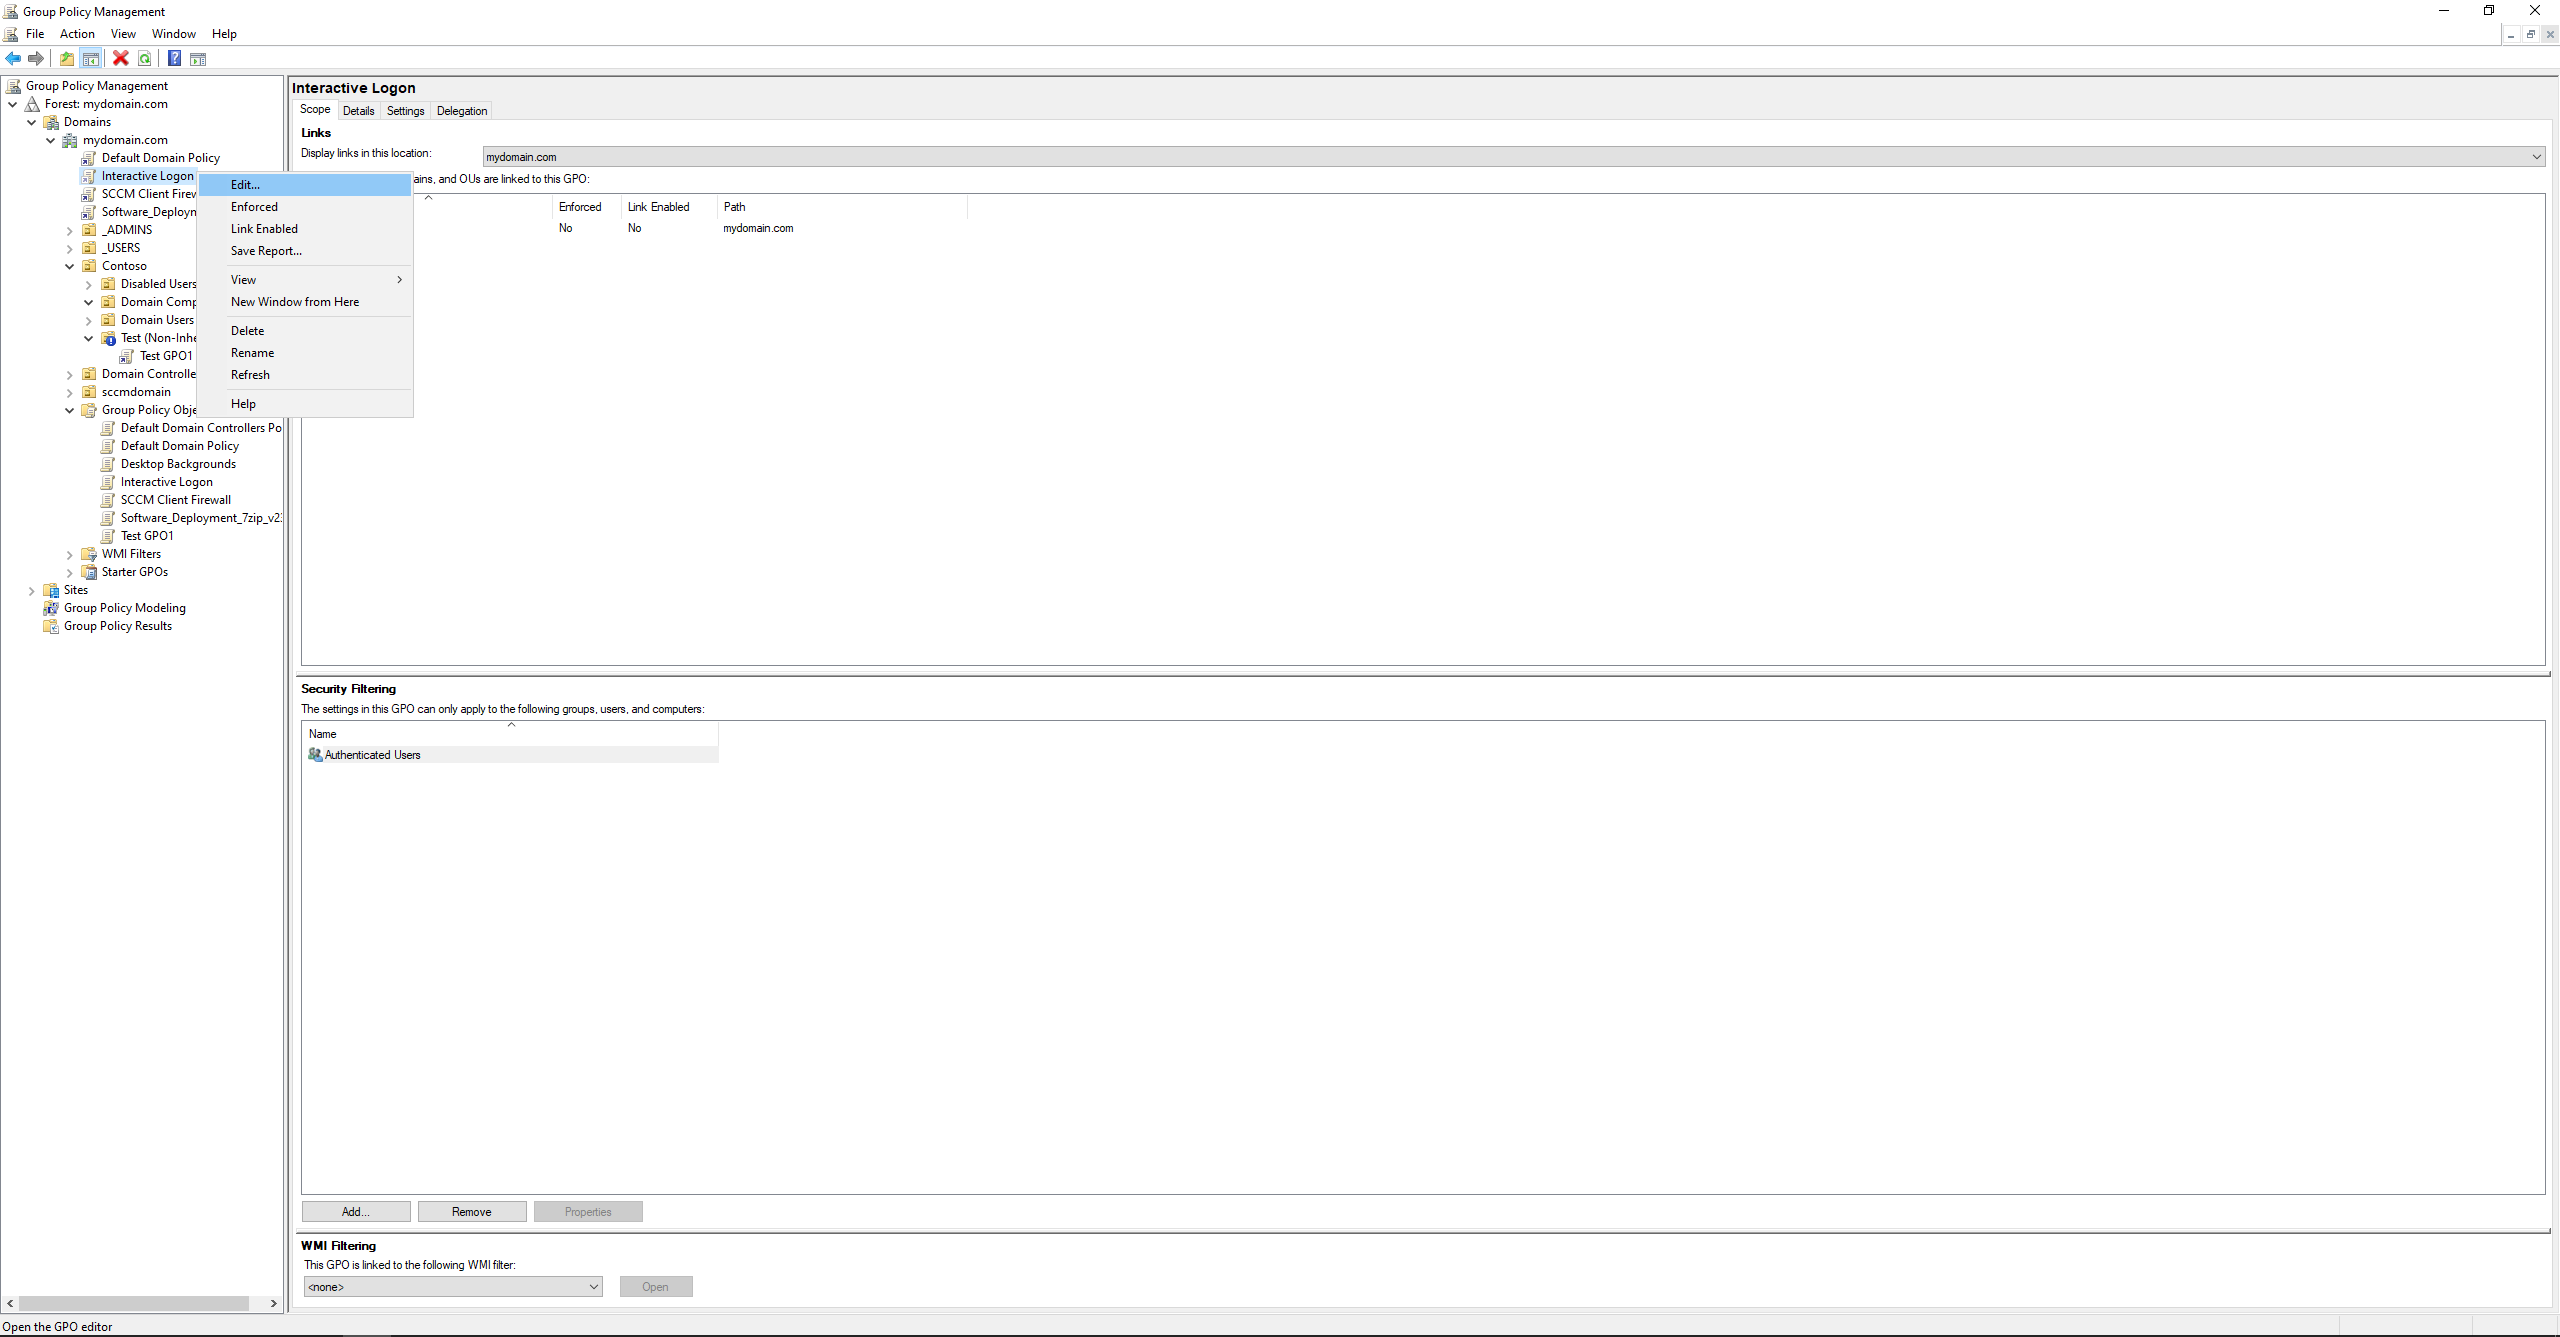 Group Policy Management
File Action View Window Help
Group Policy Management
Forest: mydomain.com
Domains
mydomain.com
Default Domain Policy
Interactive Logon
SCCM Client Firew
Software_Deploym
_ADMINS
_USERS
Contoso
Disabled Users
Domain Comp
Domain Users
Test (Non-Inhe
Test GPO1
Domain Controlle
sccmdomain
Group Policy Obje
Default Domain Controllers Po
Default Domain Policy
Desktop Backgrounds
Interactive Logon
SCCM Client Firewall
Software_Deployment_7zip_v2
Test GPO1
WMI Filters
Starter GPOs
Sites
Group Policy Modeling
Group Policy Results
Edit...
Enforced
Link Enabled
Save Report...
View
New Window from Here
Delete
Rename
Refresh
Help
Interactive Logon
Scope Details Settings Delegation
Links
Display links in this location: mydomain.com
ains, and OUs are linked to this GPO:
Enforced Link Enabled Path
No No mydomain.com
Security Filtering
The settings in this GPO can only apply to the following groups, users, and computers:
Name
Authenticated Users
Add... Remove Properties
WMI Filtering
This GPO is linked to the following WMI filter:
<none> Open
Open the GPO editor